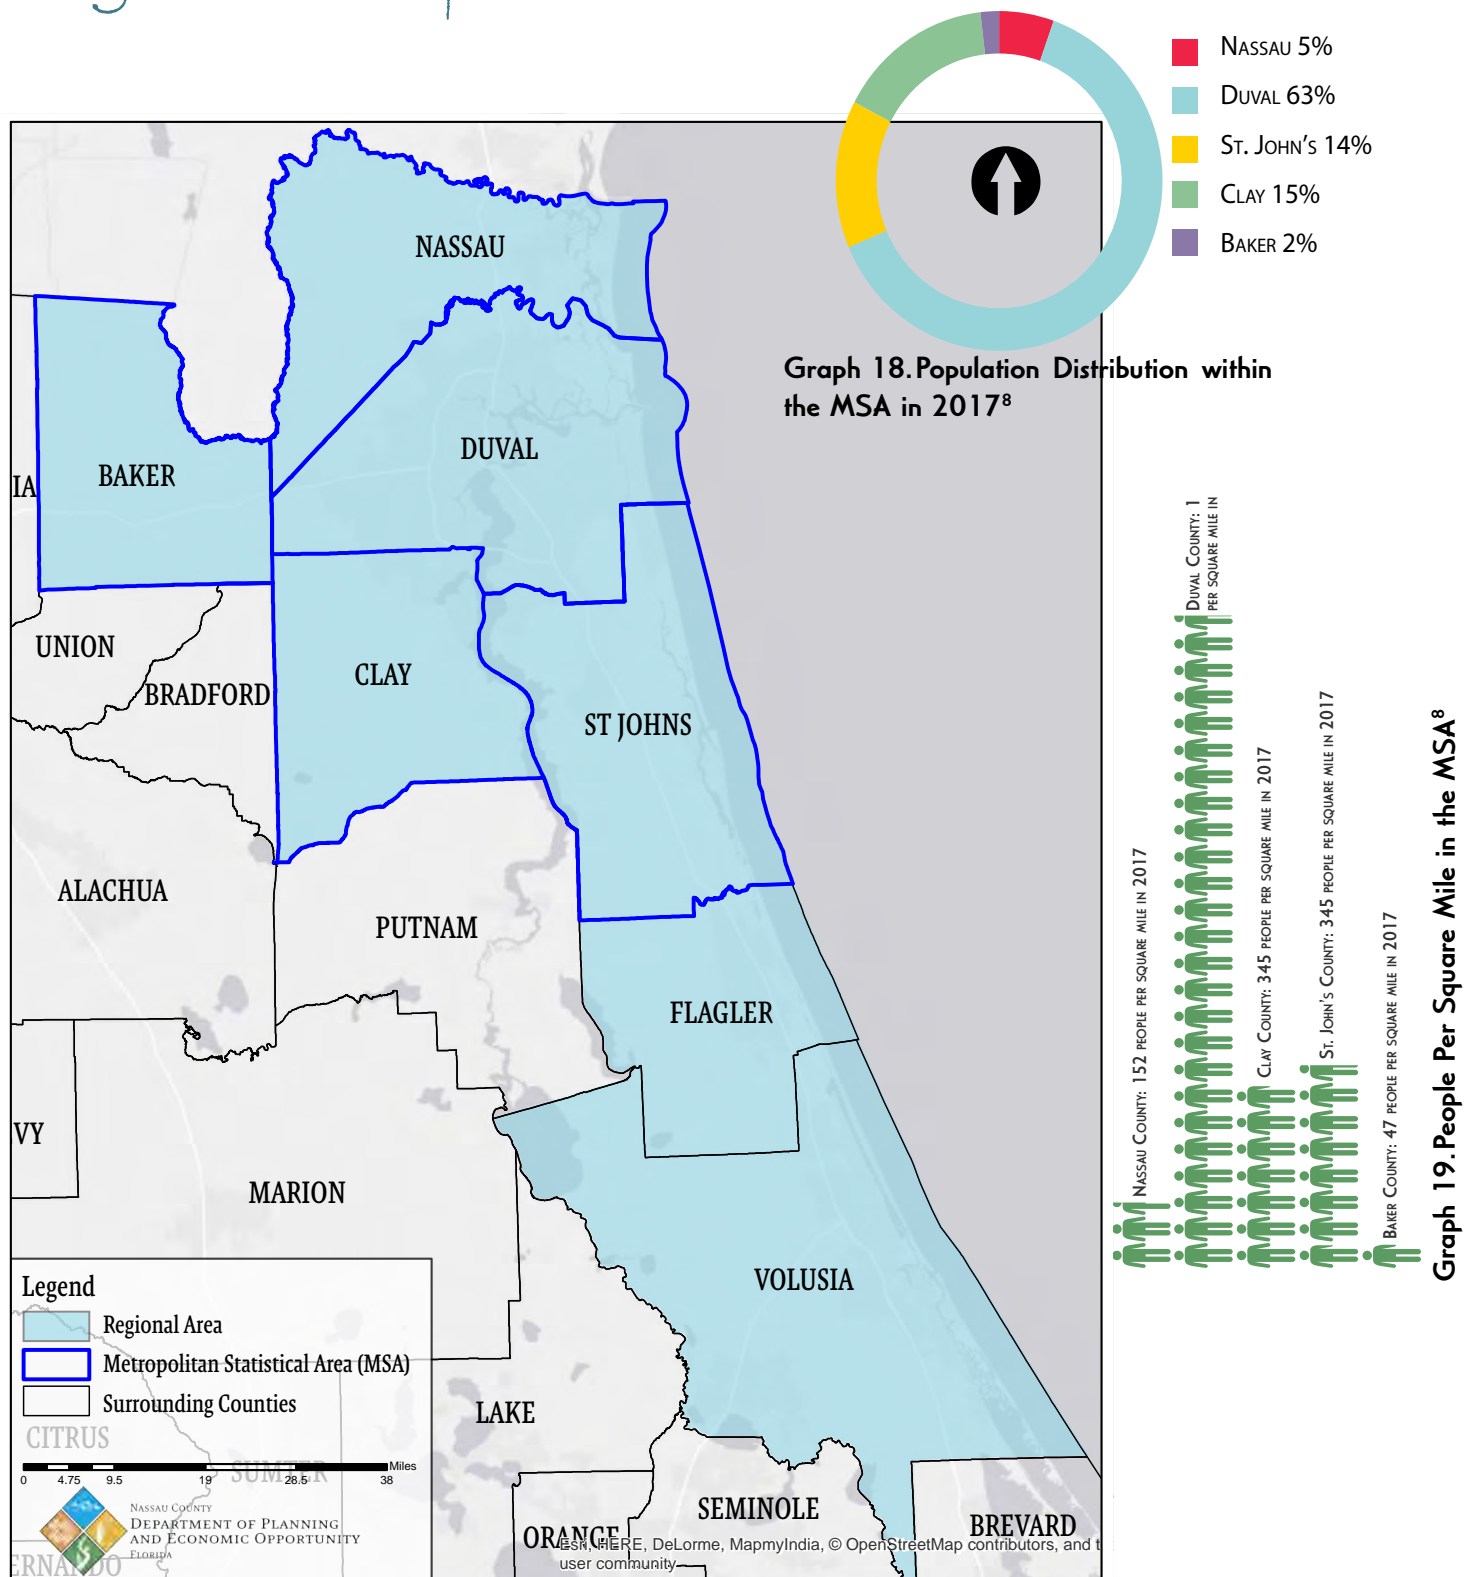 NASSAU 5%
DUVAL 63%
ST. JOHN'S 14%
CLAY 15%
BAKER 2%
Graph 18. Population Distribution within
the MSA in 2017⁸
NASSAU
DUVAL
BAKER
IA
UNION
BRADFORD
CLAY
ST JOHNS
ALACHUA
PUTNAM
FLAGLER
VY
MARION
VOLUSIA
LAKE
SEMINOLE
ORANGE
BREVARD
Legend
Regional Area
Metropolitan Statistical Area (MSA)
Surrounding Counties
CITRUS
SUMTER
ERNANDO
Miles
0 4.75 9.5 19 28.5 38
NASSAU COUNTY
DEPARTMENT OF PLANNING
AND ECONOMIC OPPORTUNITY
FLORIDA
Esri, HERE, DeLorme, MapmyIndia, © OpenStreetMap contributors, and t
user community
NASSAU COUNTY: 152 PEOPLE PER SQUARE MILE IN 2017
DUVAL COUNTY: 1
PER SQUARE MILE IN
CLAY COUNTY: 345 PEOPLE PER SQUARE MILE IN 2017
ST. JOHN'S COUNTY: 345 PEOPLE PER SQUARE MILE IN 2017
BAKER COUNTY: 47 PEOPLE PER SQUARE MILE IN 2017
Graph 19. People Per Square Mile in the MSA⁸